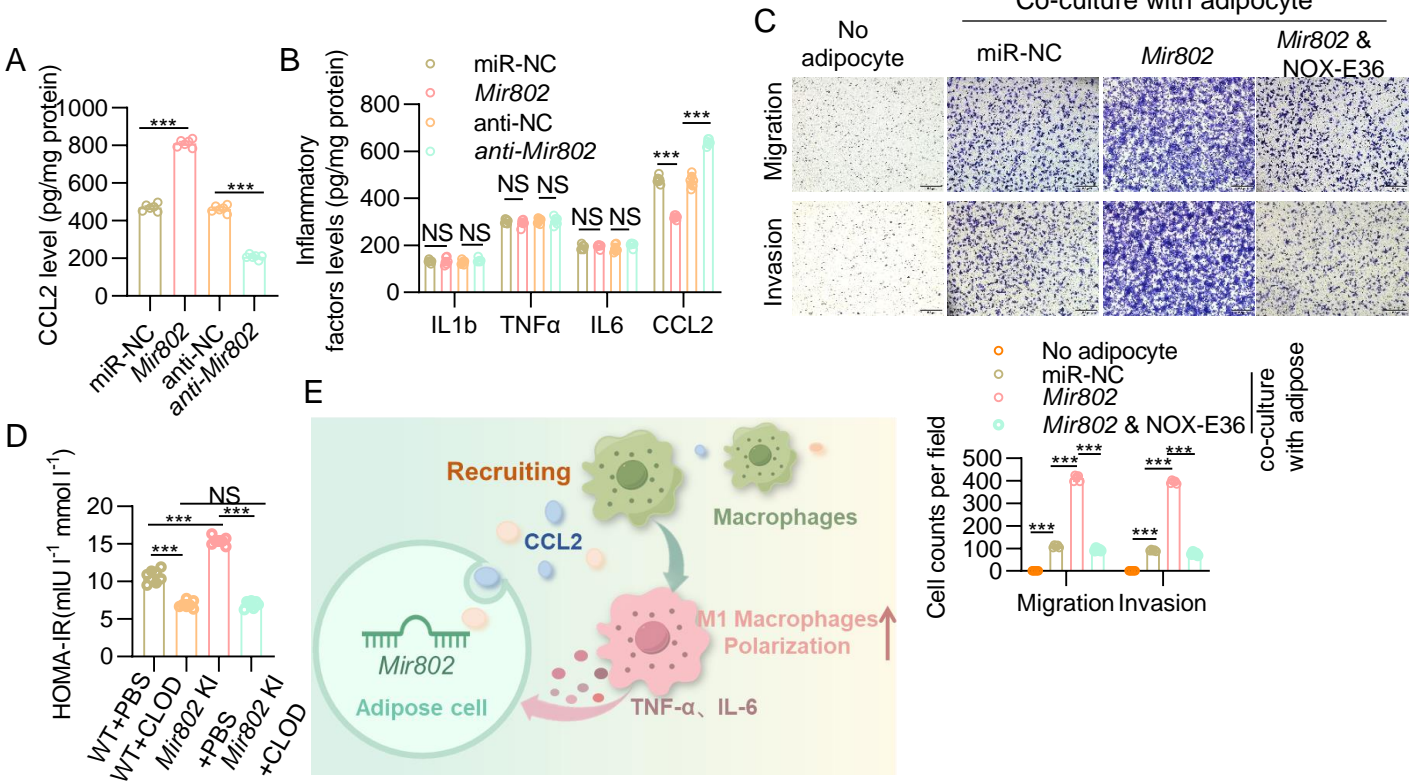 Co-culture with adipocyte
C
No adipocyte
miR-NC
Mir802
Mir802 & NOX-E36
Migration
Invasion
A
CCL2 level (pg/mg protein)
1000
800
600
400
200
0
***
***
miR-NC
Mir802
anti-NC
anti-Mir802
B
miR-NC
Mir802
anti-NC
anti-Mir802
Inflammatory
factors levels (pg/mg protein)
800
600
400
200
0
NS NS
NS NS
NS NS
***
***
IL1b TNFα IL6 CCL2
No adipocyte
miR-NC
Mir802
Mir802 & NOX-E36
co-culture
with adipose
Cell counts per field
500
400
300
200
100
0
***
***
***
***
***
***
Migration Invasion
D
HOMA-IR(mIU l-1 mmol l-1)
20
15
10
5
0
NS
***
***
***
WT+PBS
WT+CLOD
Mir802 KI
+PBS
Mir802 KI
+CLOD
E
Recruiting
Macrophages
CCL2
M1 Macrophages
Polarization
Mir802
Adipose cell
TNF-α、IL-6